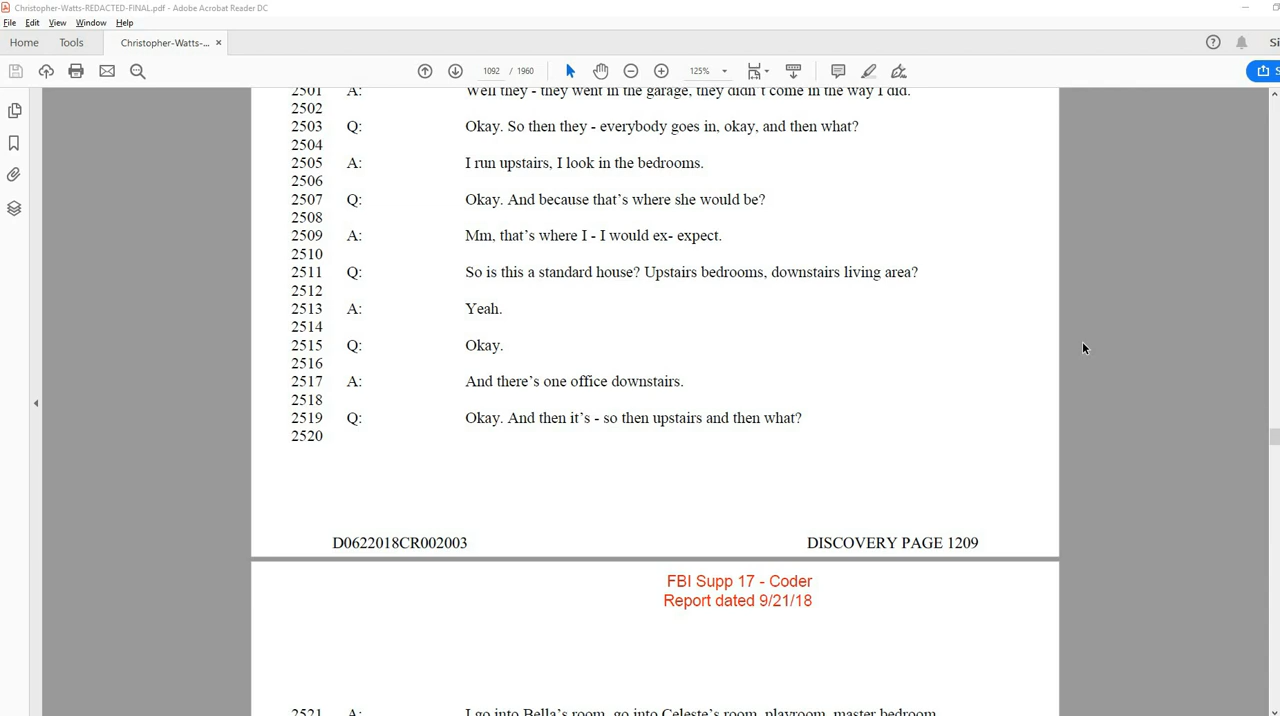 Christopher-Watts-REDACTED-FINAL.pdf - Adobe Acrobat Reader DC
File Edit View Window Help
Home Tools Christopher-Watts-... × Si
1092 / 1960 125% S
2501 A: Well they - they went in the garage, they didn't come in the way I did.
2502
2503 Q: Okay. So then they - everybody goes in, okay, and then what?
2504
2505 A: I run upstairs, I look in the bedrooms.
2506
2507 Q: Okay. And because that's where she would be?
2508
2509 A: Mm, that's where I - I would ex- expect.
2510
2511 Q: So is this a standard house? Upstairs bedrooms, downstairs living area?
2512
2513 A: Yeah.
2514
2515 Q: Okay.
2516
2517 A: And there's one office downstairs.
2518
2519 Q: Okay. And then it's - so then upstairs and then what?
2520
D0622018CR002003 DISCOVERY PAGE 1209
FBI Supp 17 - Coder
Report dated 9/21/18
2521 A: I go into Bella's room, go into Celeste's room, playroom, master bedroom